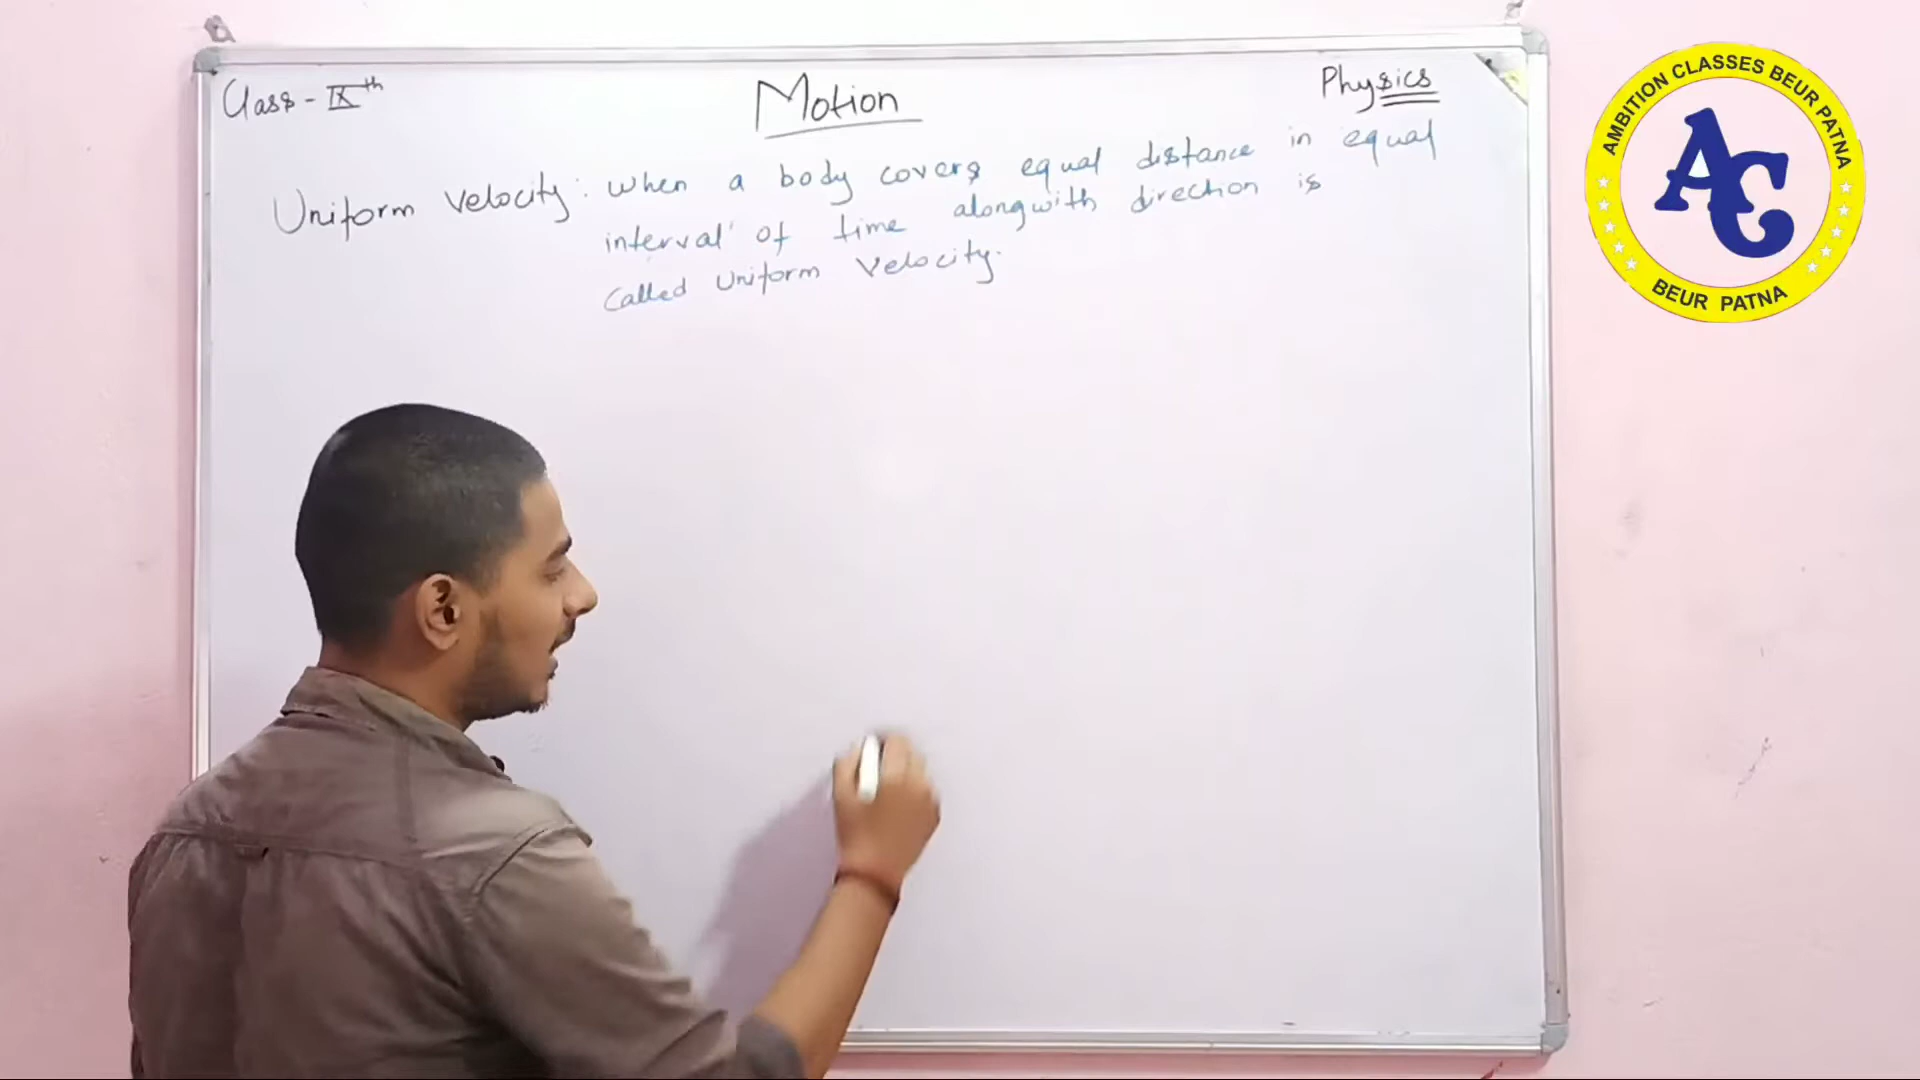 Class - IXth
Motion
Physics
Uniform Velocity: When a body covers equal distance in equal
interval of time alongwith direction is
called Uniform Velocity.
AMBITION CLASSES BEUR PATNA
AC
BEUR PATNA